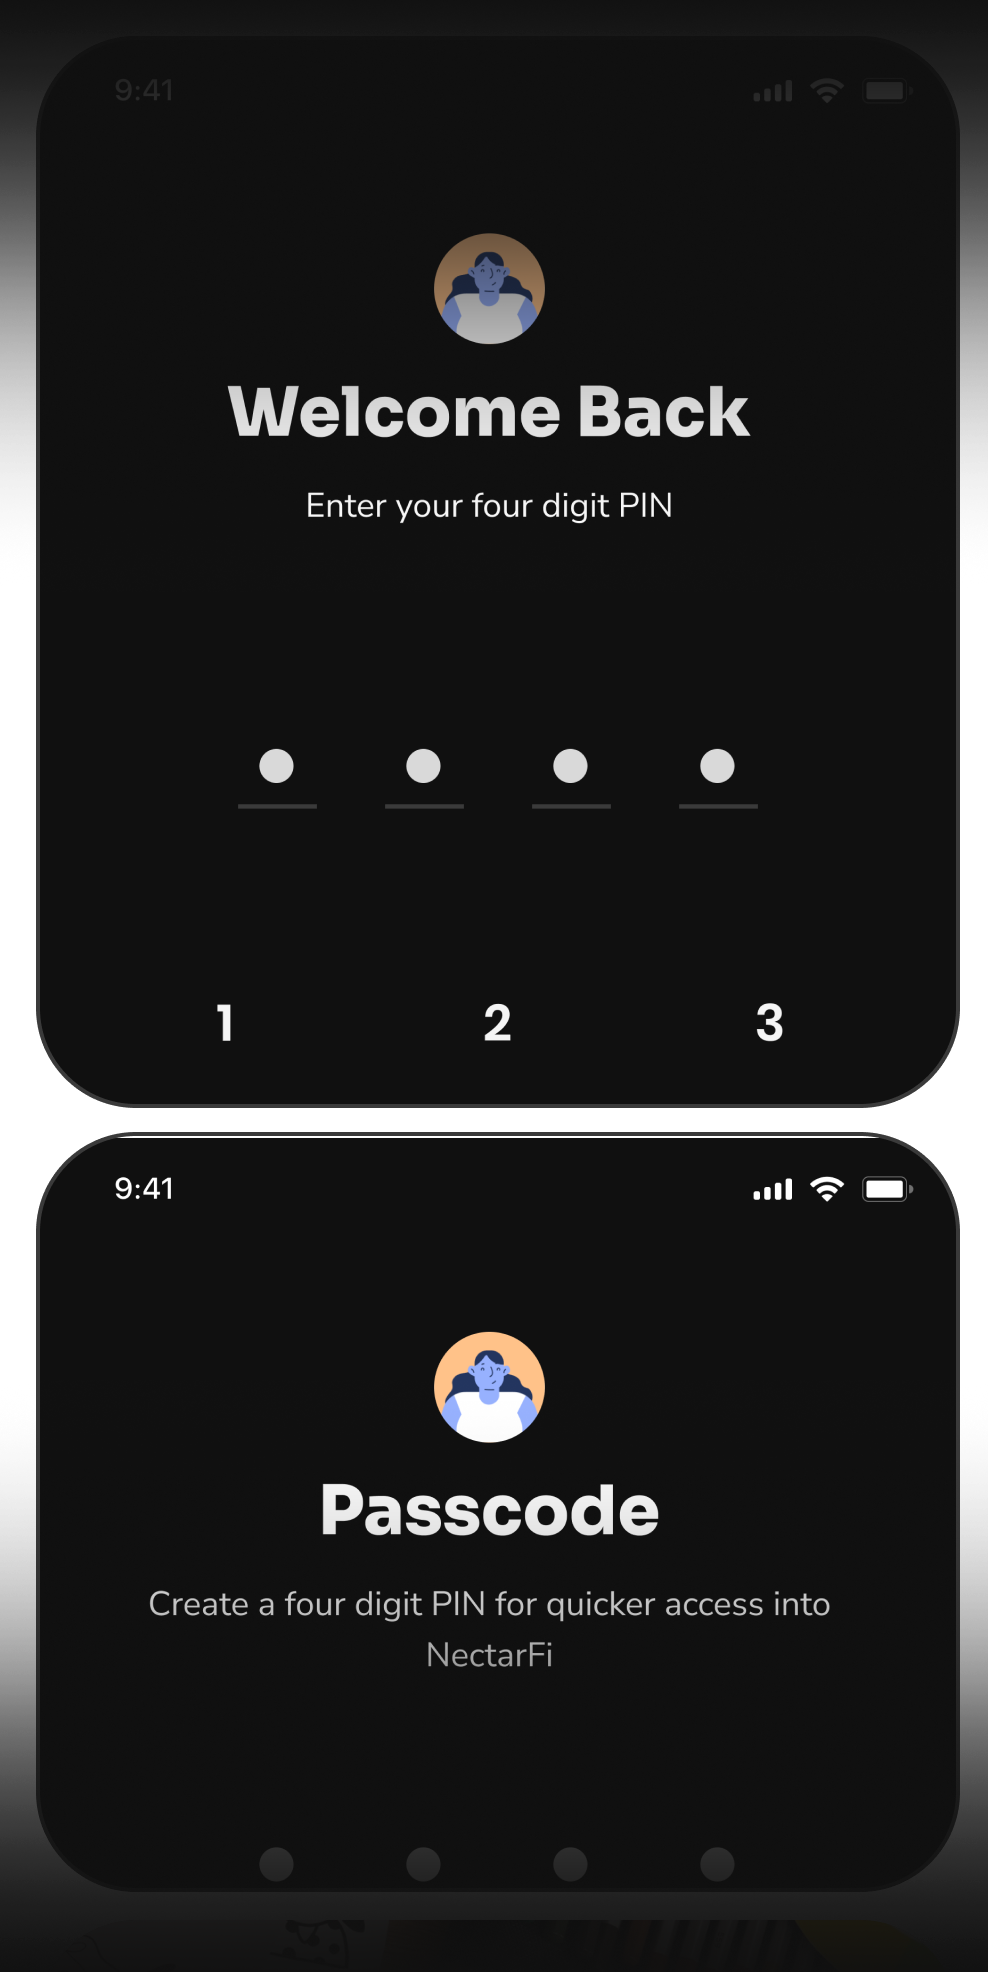 9:41
Welcome Back
Enter your four digit PIN
1 2 3
9:41
Passcode
Create a four digit PIN for quicker access into
NectarFi